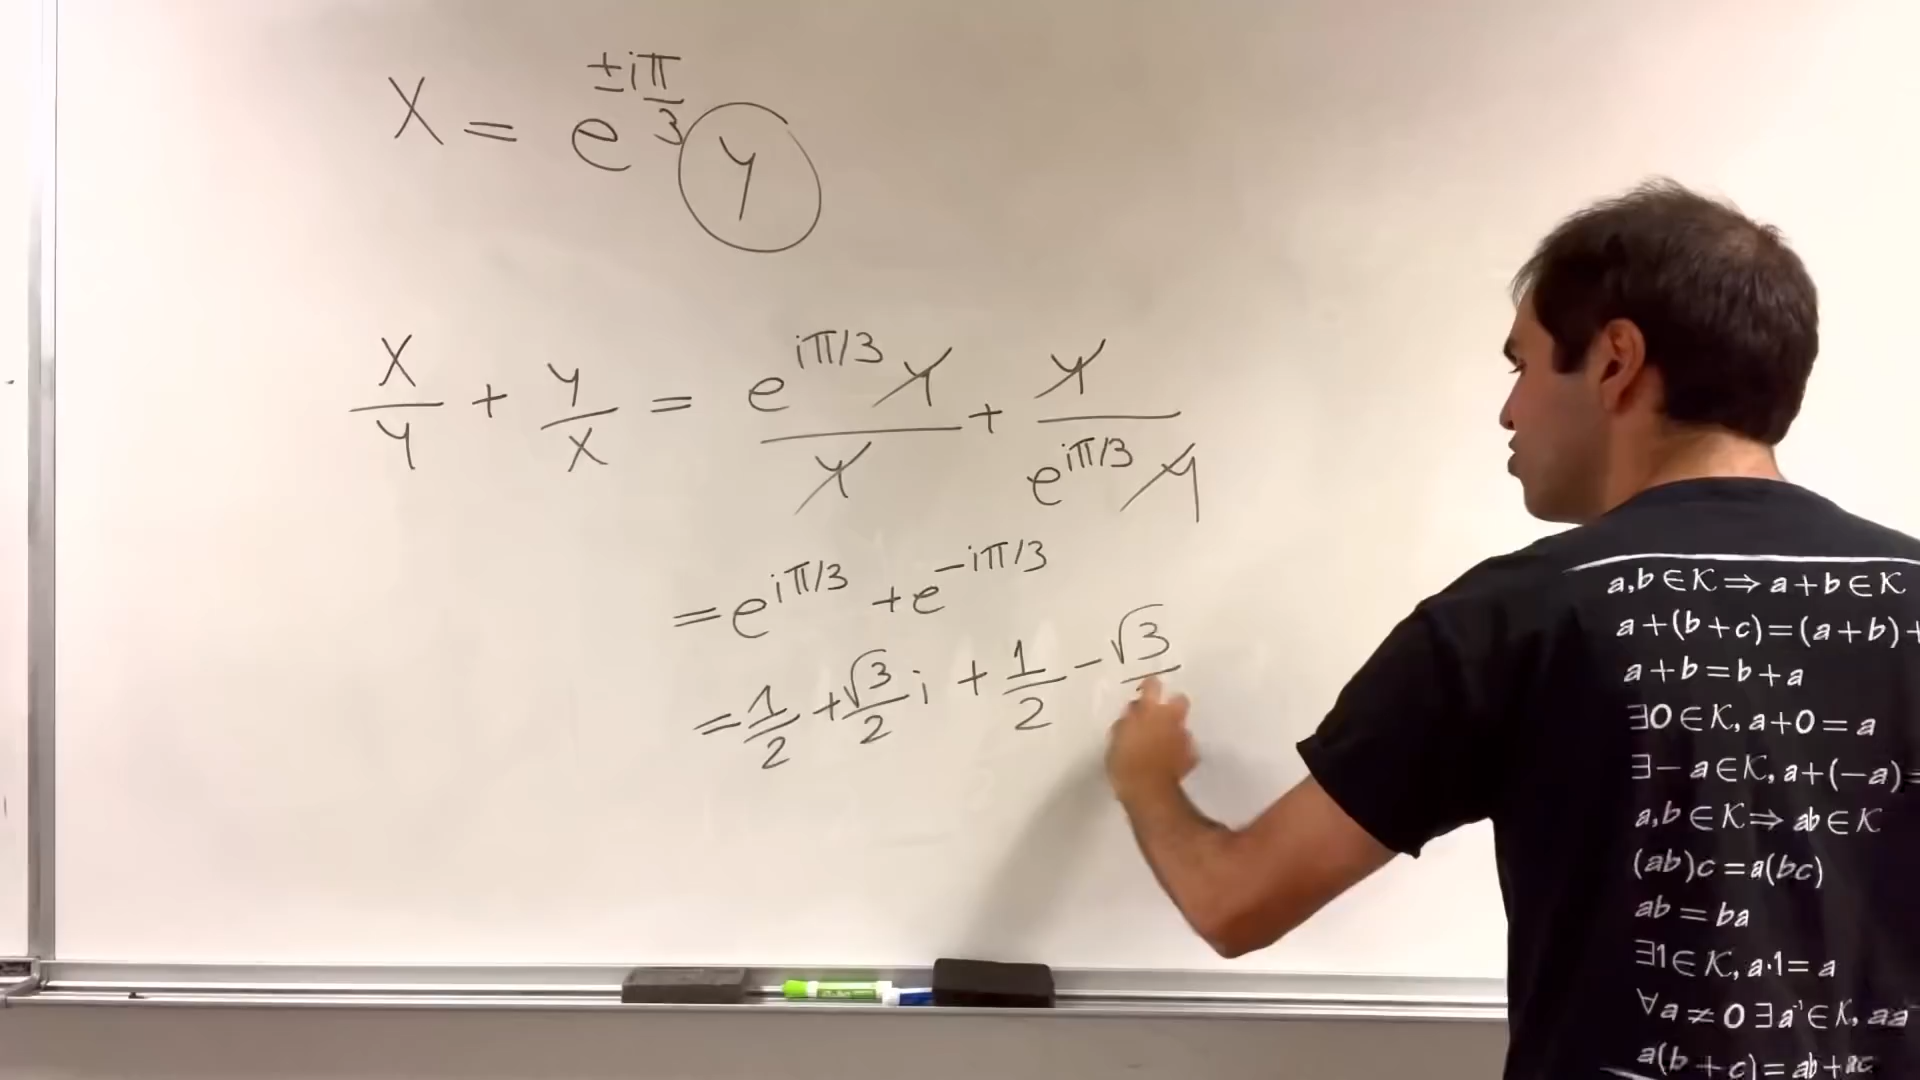 X = e^{±iπ/3} y
X/Y + Y/X = e^{iπ/3} Y / Y + Y / e^{iπ/3} Y
= e^{iπ/3} + e^{-iπ/3}
= 1/2 + √3/2 i + 1/2 - √3
a,b ∈ K ⇒ a+b ∈ K
a+(b+c)=(a+b)+
a+b=b+a
∃0 ∈ K, a+0=a
∃-a ∈ K, a+(-a)=
a,b ∈ K ⇒ ab ∈ K
(ab)c=a(bc)
ab=ba
∃1 ∈ K, a·1=a
∀a≠0 ∃a⁻¹ ∈ K, aa
a(b+c)=ab+ac